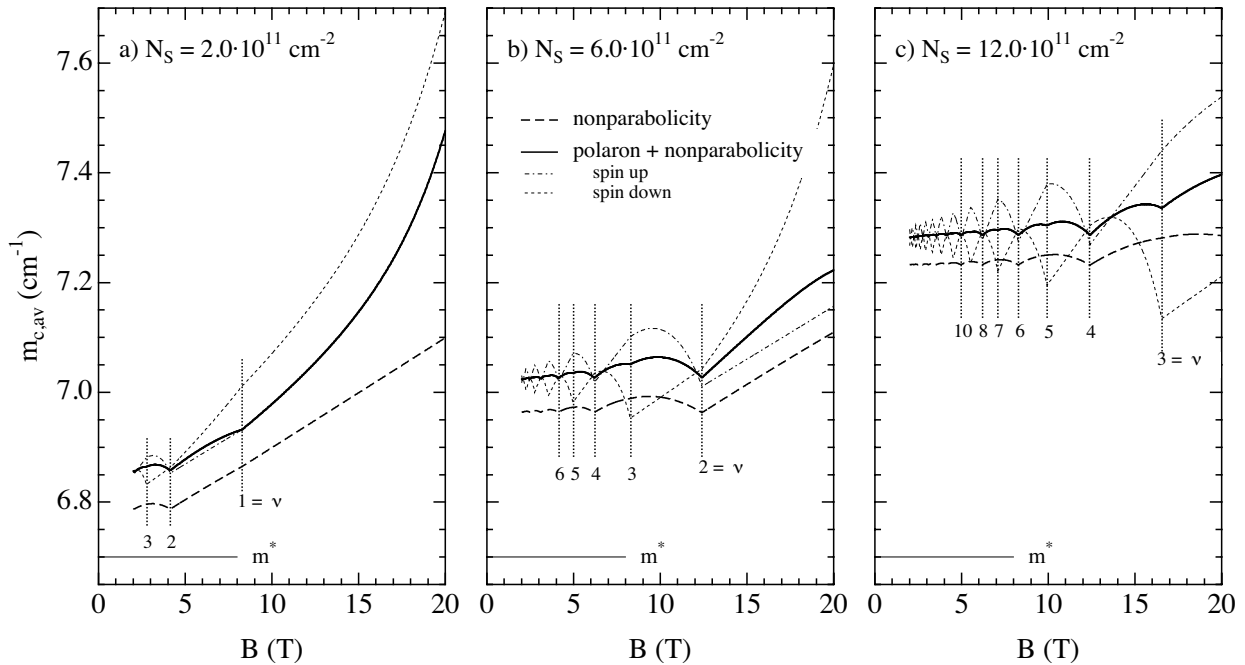 a) N_S = 2.0·10^11 cm^-2
b) N_S = 6.0·10^11 cm^-2
c) N_S = 12.0·10^11 cm^-2
nonparabolicity
polaron + nonparabolicity
spin up
spin down
m_c,av (cm^-1)
7.6
7.4
7.2
7.0
6.8
3 2 1 = ν
6 5 4 3 2 = ν
10 8 7 6 5 4 3 = ν
m* m* m*
0 5 10 15 20
0 5 10 15 20
0 5 10 15 20
B (T) B (T) B (T)